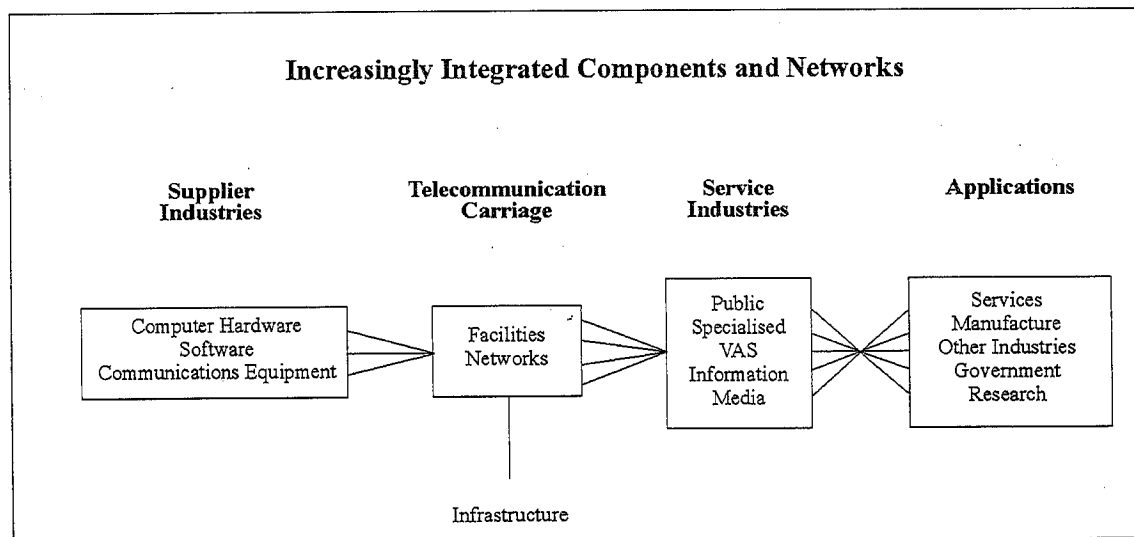 Increasingly Integrated Components and Networks
Supplier
Industries
Telecommunication
Carriage
Service
Industries
Applications
Computer Hardware
Software
Communications Equipment
Facilities
Networks
Public
Specialised
VAS
Information
Media
Services
Manufacture
Other Industries
Government
Research
Infrastructure